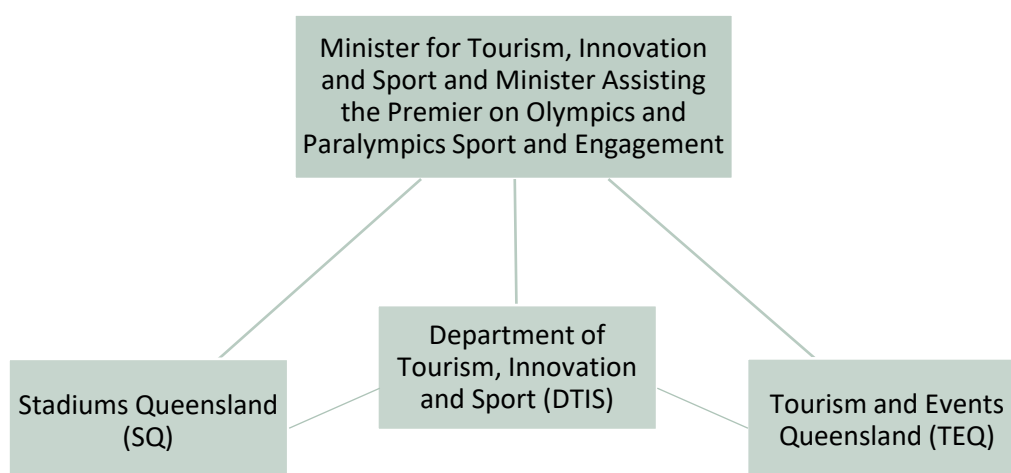 Minister for Tourism, Innovation
and Sport and Minister Assisting
the Premier on Olympics and
Paralympics Sport and Engagement
Department of
Tourism, Innovation
and Sport (DTIS)
Stadiums Queensland
(SQ)
Tourism and Events
Queensland (TEQ)